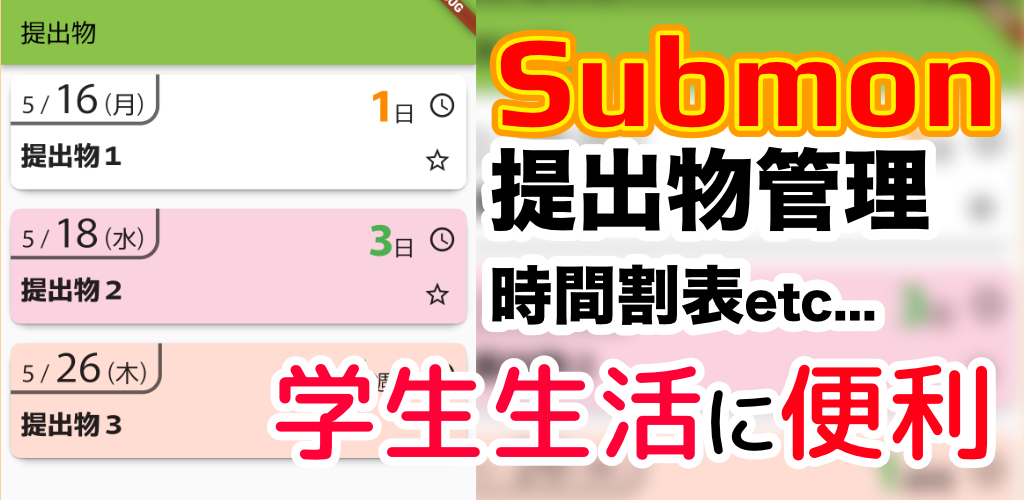 提出物
5 / 16 (月)
1日
提出物１
5 / 18 (水)
3日
提出物２
5 / 26 (木)
週
提出物３
Submon
提出物管理
時間割表etc...
学生生活に便利